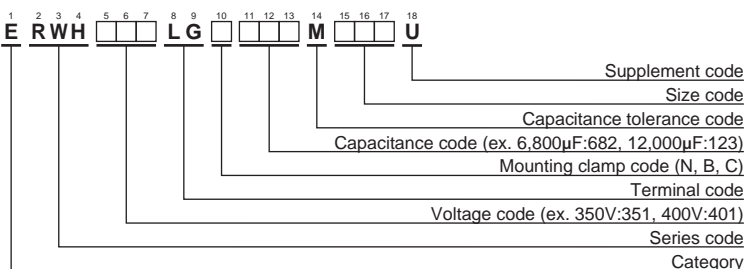 1 2 3 4 5 6 7 8 9 10 11 12 13 14 15 16 17 18
E RWH □□□ LG □ □□□ M □□□ U
Supplement code
Size code
Capacitance tolerance code
Capacitance code (ex. 6,800μF:682, 12,000μF:123)
Mounting clamp code (N, B, C)
Terminal code
Voltage code (ex. 350V:351, 400V:401)
Series code
Category